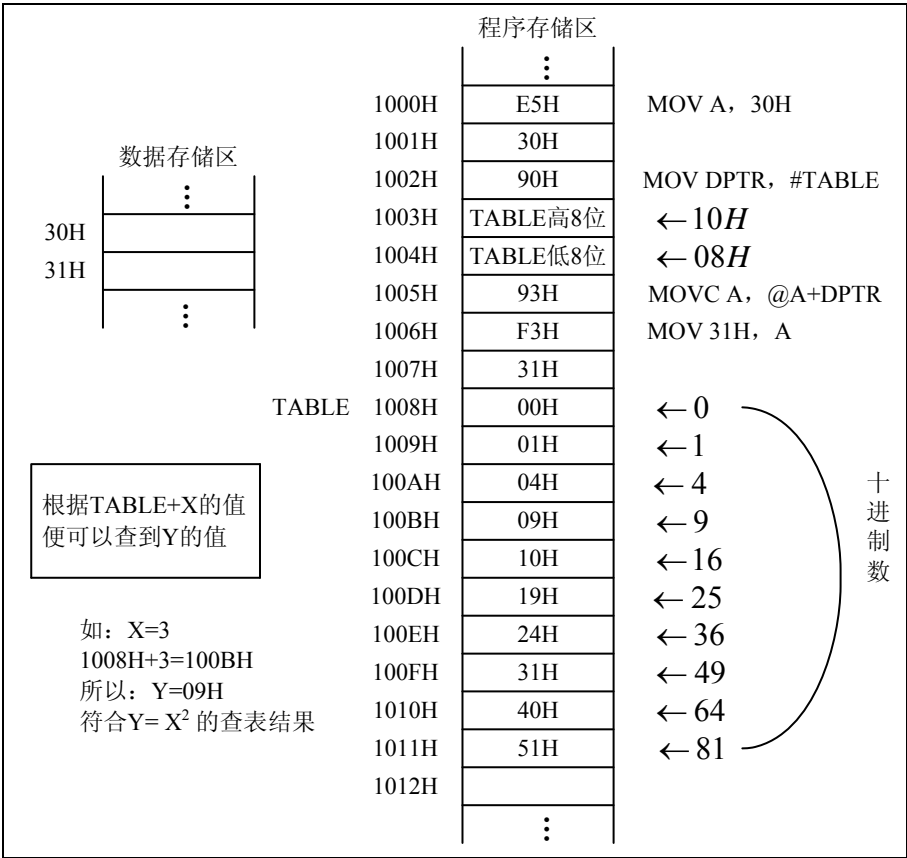 程序存储区
⋮
1000H E5H MOV A，30H
1001H 30H
1002H 90H MOV DPTR，#TABLE
1003H TABLE高8位 ←10H
1004H TABLE低8位 ←08H
1005H 93H MOVC A，@A+DPTR
1006H F3H MOV 31H，A
1007H 31H
TABLE 1008H 00H ←0
1009H 01H ←1
100AH 04H ←4
100BH 09H ←9
100CH 10H ←16
100DH 19H ←25
100EH 24H ←36
100FH 31H ←49
1010H 40H ←64
1011H 51H ←81
1012H
⋮
十进制数
数据存储区
⋮
30H
31H
⋮
根据TABLE+X的值
便可以查到Y的值
如：X=3
1008H+3=100BH
所以：Y=09H
符合Y= X² 的查表结果